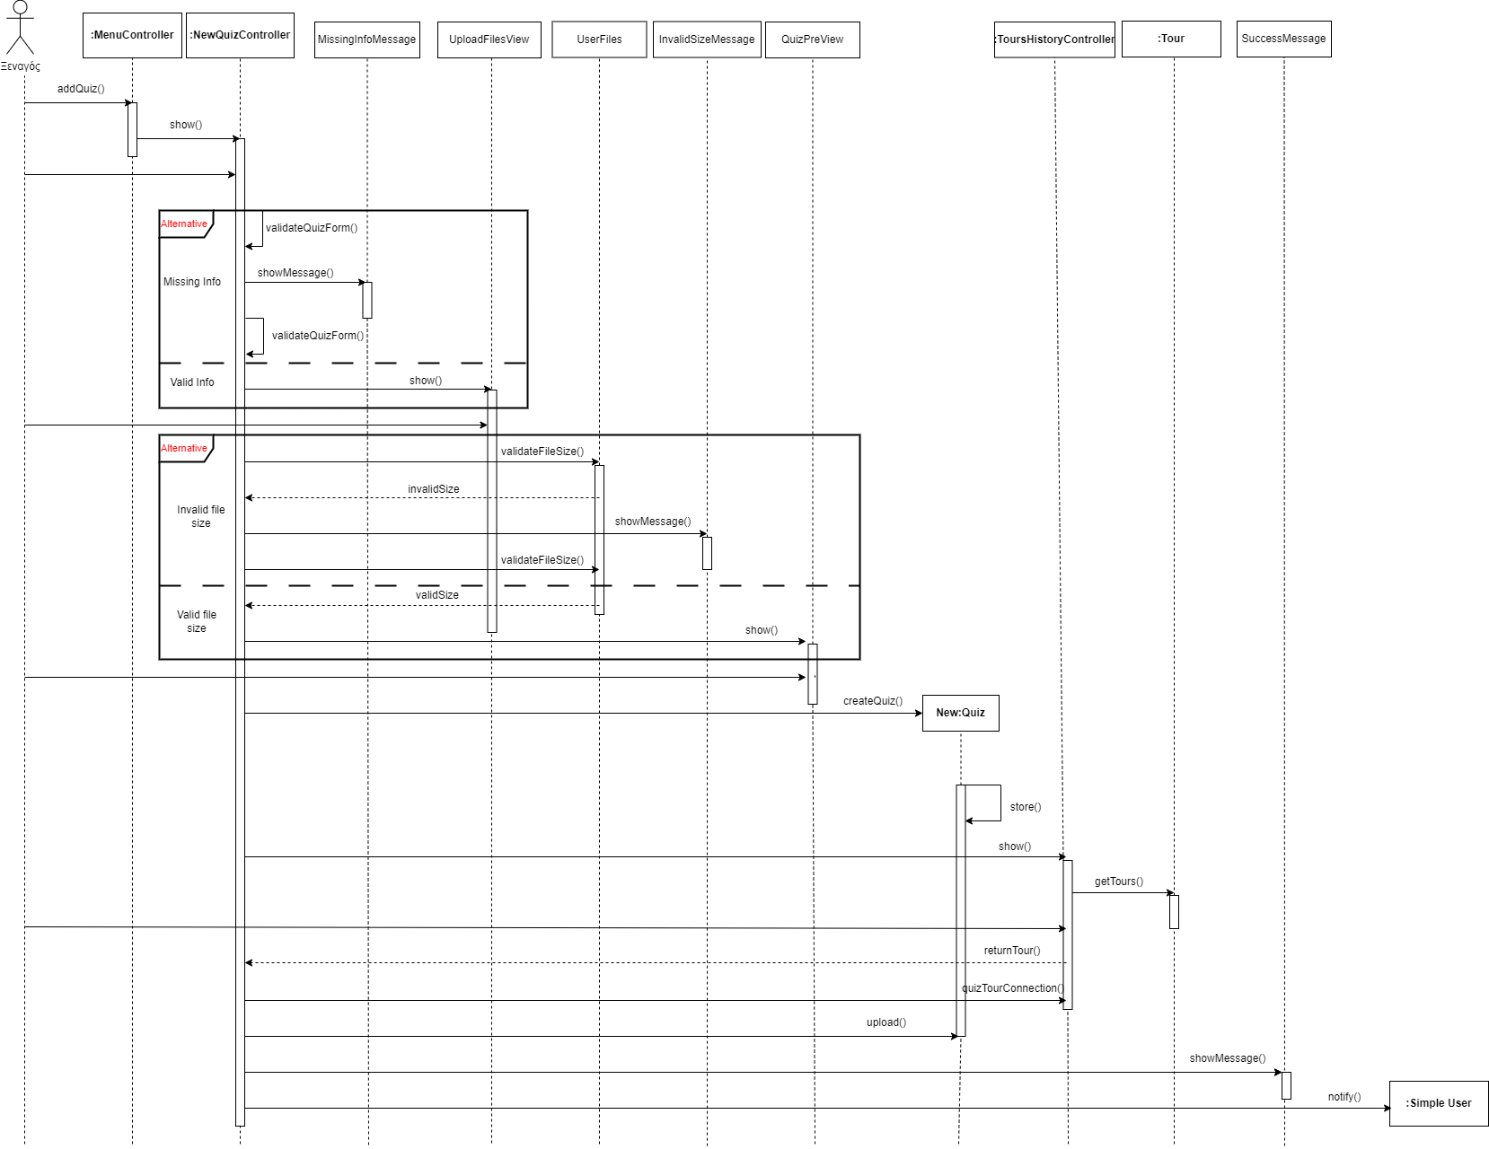 :MenuController
:NewQuizController
MissingInfoMessage
UploadFilesView
UserFiles
InvalidSizeMessage
QuizPreView
:ToursHistoryController
:Tour
SuccessMessage
Ξεναγός
addQuiz()
show()
Alternative
validateQuizForm()
showMessage()
Missing Info
validateQuizForm()
show()
Valid Info
Alternative
validateFileSize()
invalidSize
Invalid file
size
showMessage()
validateFileSize()
validSize
Valid file
size
show()
createQuiz()
New:Quiz
store()
show()
getTours()
returnTour()
quizTourConnection()
upload()
showMessage()
notify()
:Simple User